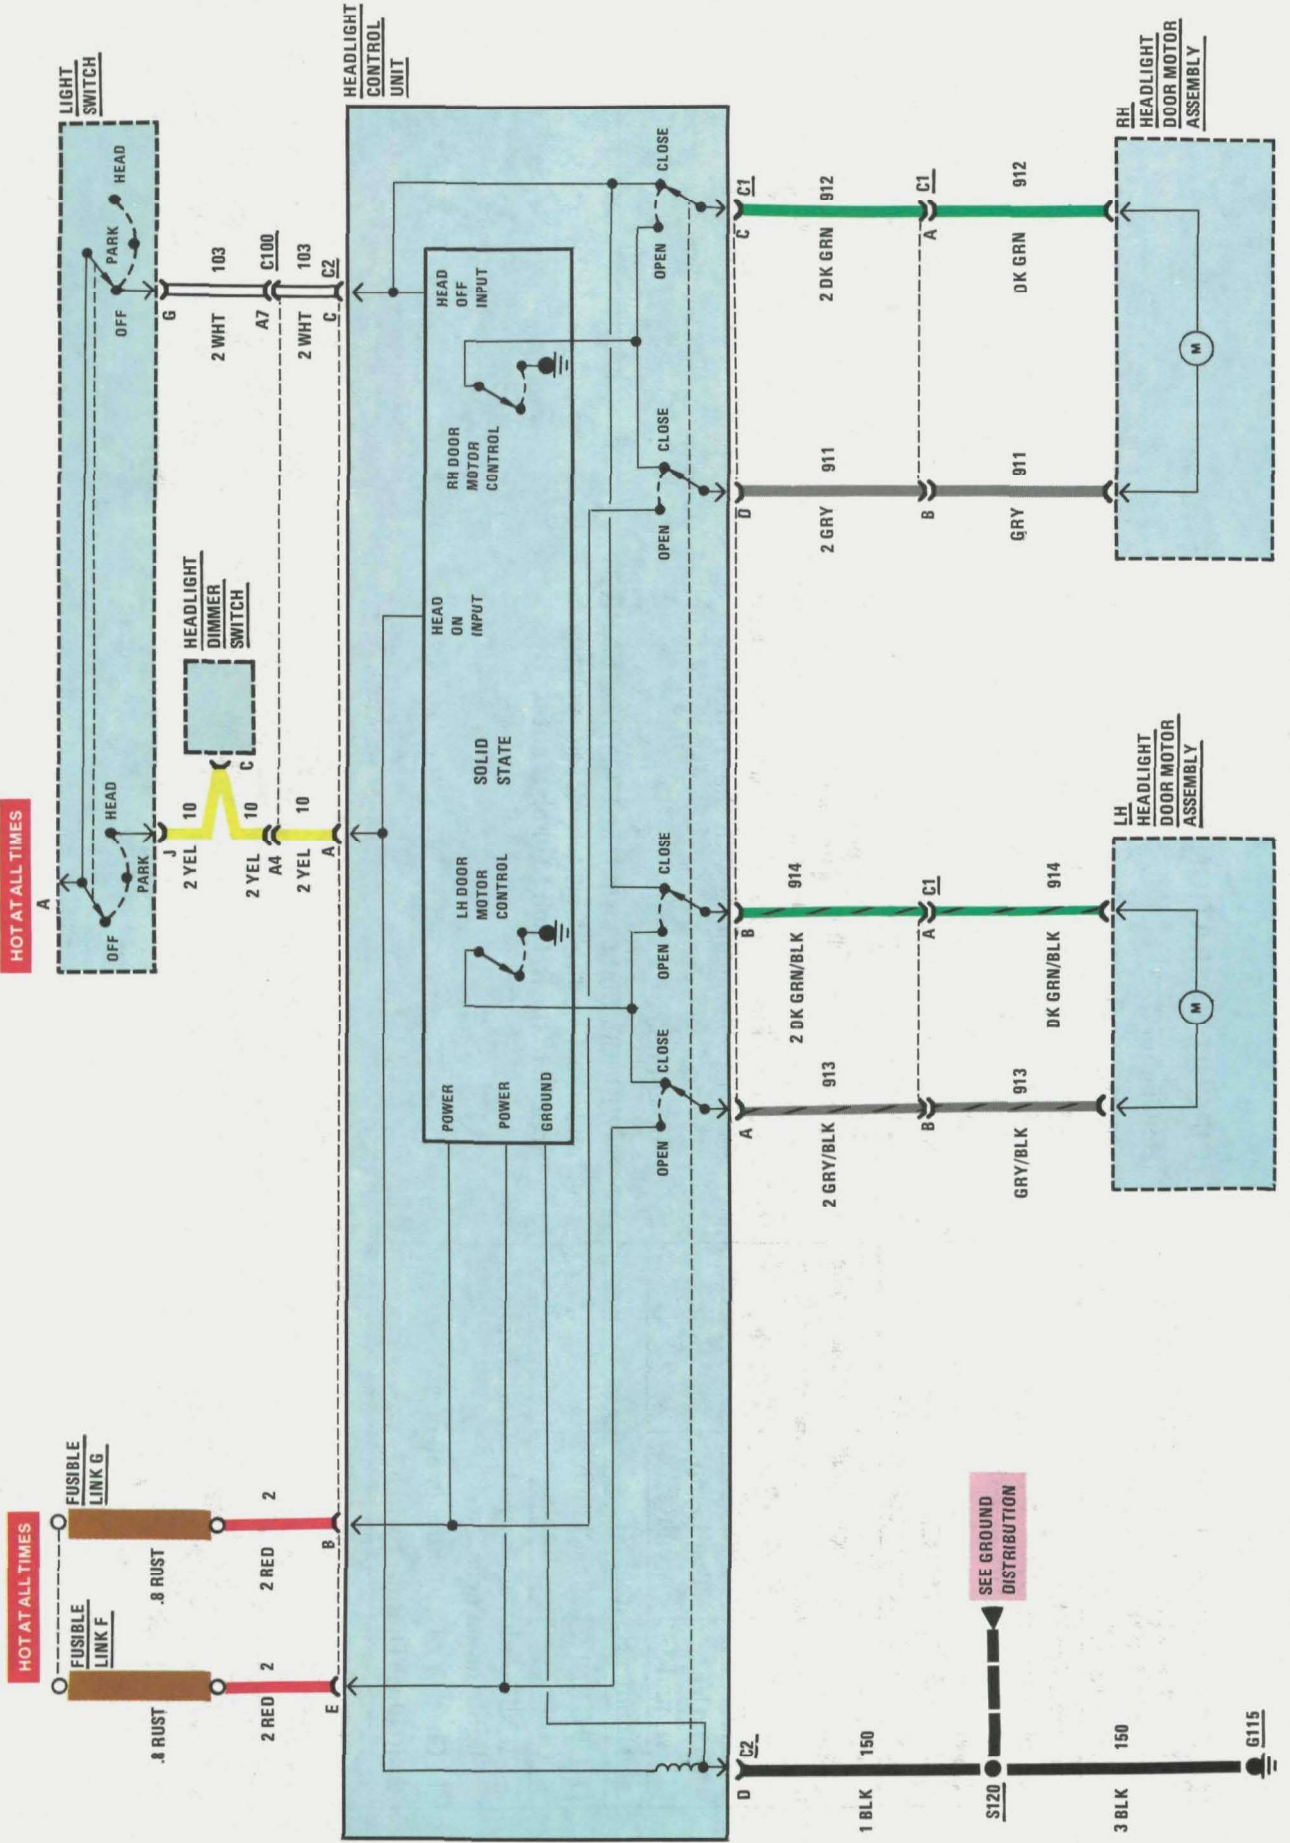 HOT AT ALL TIMES
HOT AT ALL TIMES
FUSIBLE
LINK F
FUSIBLE
LINK G
.8 RUST
.8 RUST
2 RED
2
2 RED
2
E
B
A
OFF
PARK
HEAD
LIGHT
SWITCH
OFF
PARK
HEAD
J
2 YEL
10
HEADLIGHT
DIMMER
SWITCH
C
2 YEL
10
A4
2 YEL
10
A
G
2 WHT
103
A7
C100
2 WHT
103
C
C2
HEADLIGHT
CONTROL
UNIT
POWER
POWER
GROUND
LH DOOR
MOTOR
CONTROL
SOLID
STATE
HEAD
ON
INPUT
RH DOOR
MOTOR
CONTROL
HEAD
OFF
INPUT
OPEN
CLOSE
OPEN
CLOSE
OPEN
CLOSE
OPEN
CLOSE
D
C2
A
B
D
C
C1
1 BLK
150
2 GRY/BLK
913
2 DK GRN/BLK
914
2 GRY
911
2 DK GRN
912
B
A
C1
B
A
C1
S120
SEE GROUND
DISTRIBUTION
GRY/BLK
913
DK GRN/BLK
914
GRY
911
DK GRN
912
3 BLK
150
G115
LH
HEADLIGHT
DOOR MOTOR
ASSEMBLY
M
RH
HEADLIGHT
DOOR MOTOR
ASSEMBLY
M